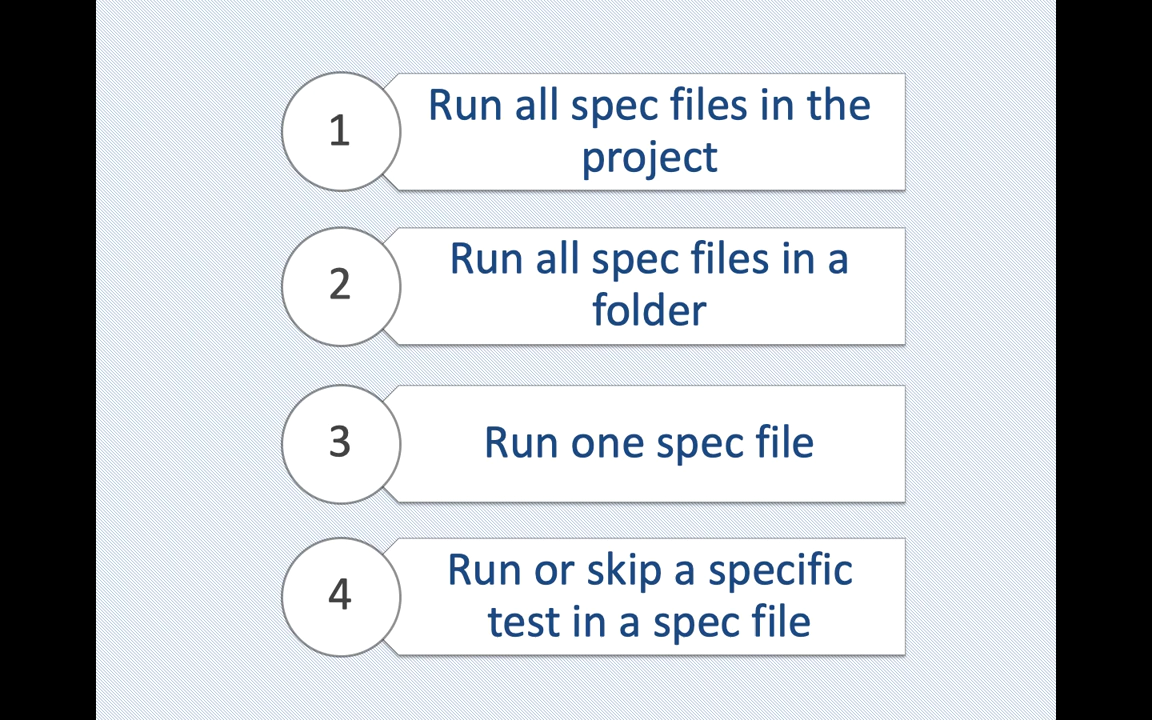 1
Run all spec files in the
project
2
Run all spec files in a
folder
3
Run one spec file
4
Run or skip a specific
test in a spec file